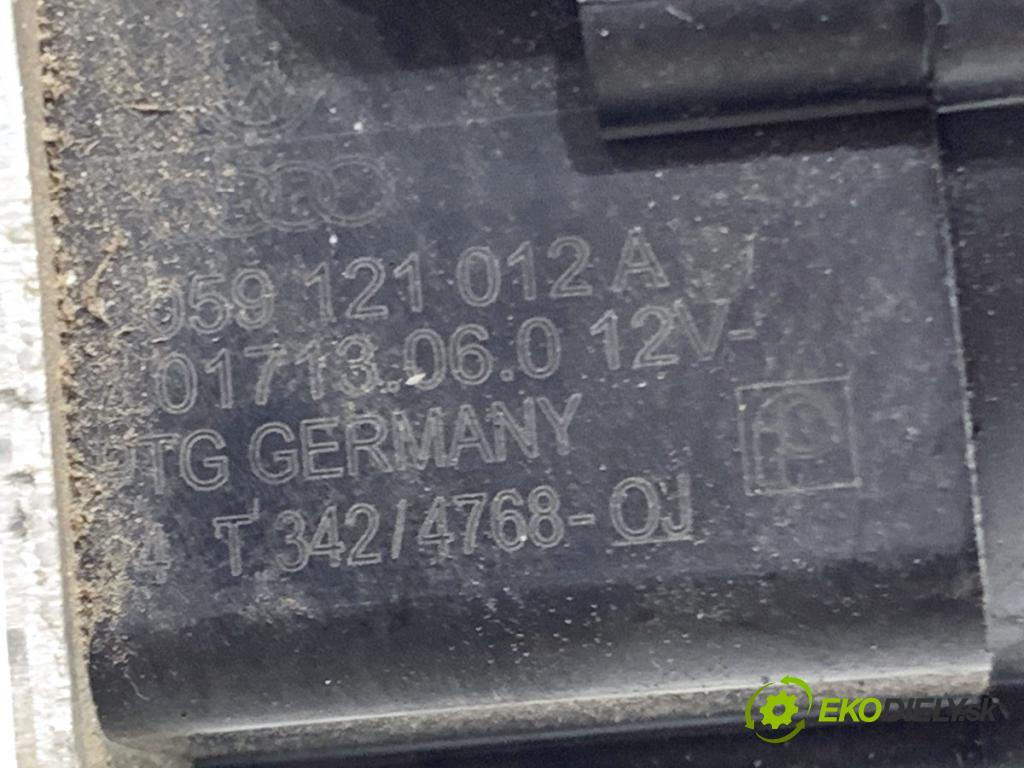 059 121 012 A
01713.06.0 12V-
TG GERMANY
4 T 342/4768-OJ
EKODIELY.sk